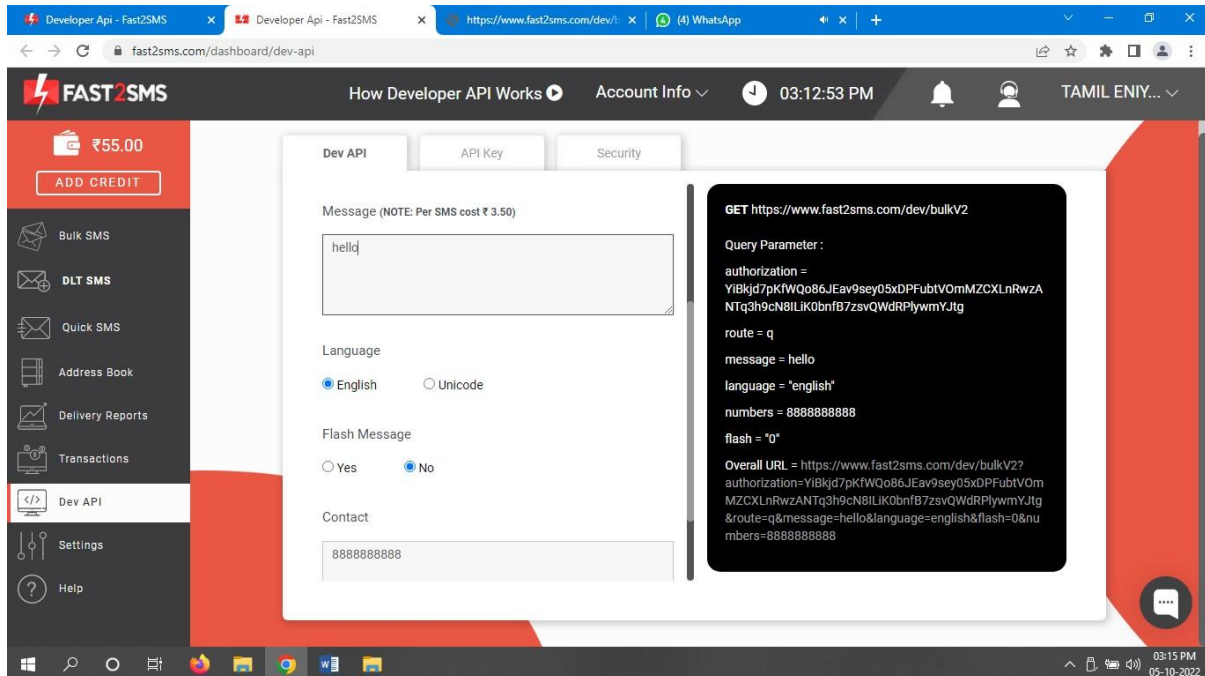 Developer Api - Fast2SMS
Developer Api - Fast2SMS
https://www.fast2sms.com/dev/b
(4) WhatsApp
fast2sms.com/dashboard/dev-api
FAST2SMS
How Developer API Works
Account Info
03:12:53 PM
TAMIL ENIY...
₹55.00
ADD CREDIT
Bulk SMS
DLT SMS
Quick SMS
Address Book
Delivery Reports
Transactions
Dev API
Settings
Help
Dev API
API Key
Security
Message (NOTE: Per SMS cost ₹ 3.50)
hello
Language
English
Unicode
Flash Message
Yes
No
Contact
8888888888
GET https://www.fast2sms.com/dev/bulkV2
Query Parameter :
authorization =
YiBkjd7pKfWQo86JEav9sey05xDPFubtVOmMZCXLnRwzA
NTq3h9cN8ILiK0bnfB7zsvQWdRPlywmYJtg
route = q
message = hello
language = "english"
numbers = 8888888888
flash = "0"
Overall URL = https://www.fast2sms.com/dev/bulkV2?
authorization=YiBkjd7pKfWQo86JEav9sey05xDPFubtVOm
MZCXLnRwzANTq3h9cN8ILiK0bnfB7zsvQWdRPlywmYJtg
&route=q&message=hello&language=english&flash=0&nu
mbers=8888888888
03:15 PM
05-10-2022